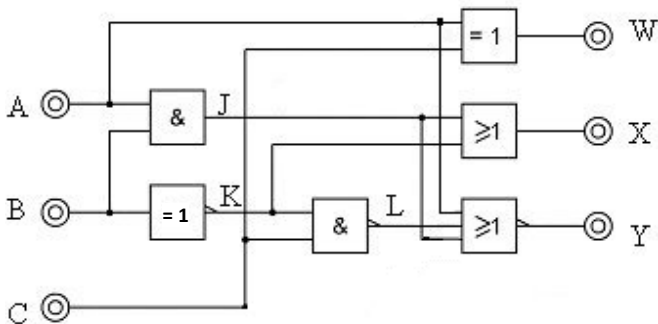 W
= 1
A
&
J
≥1
X
B
= 1
K
&
L
≥1
Y
C